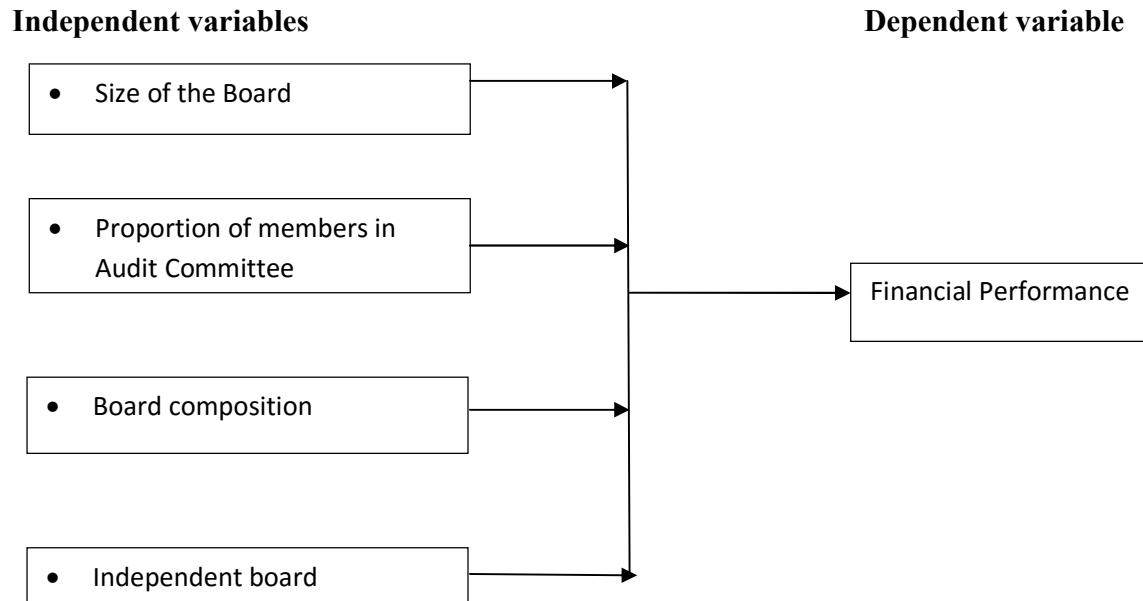 Independent variables
Dependent variable
• Size of the Board
• Proportion of members in
Audit Committee
Financial Performance
• Board composition
• Independent board